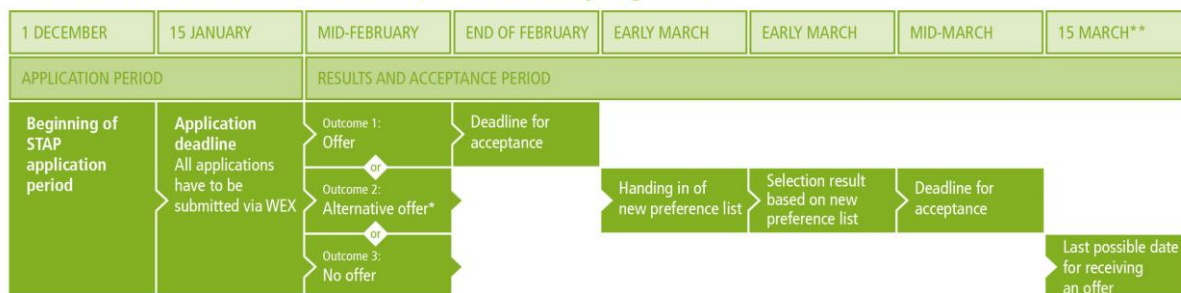 1 DECEMBER
15 JANUARY
MID-FEBRUARY
END OF FEBRUARY
EARLY MARCH
EARLY MARCH
MID-MARCH
15 MARCH**
APPLICATION PERIOD
RESULTS AND ACCEPTANCE PERIOD
Beginning of
STAP
application
period
Application
deadline
All applications
have to be
submitted via WEX
Outcome 1:
Offer
or
Outcome 2:
Alternative offer*
or
Outcome 3:
No offer
Deadline for
acceptance
Handing in of
new preference list
Selection result
based on new
preference list
Deadline for
acceptance
Last possible date
for receiving
an offer